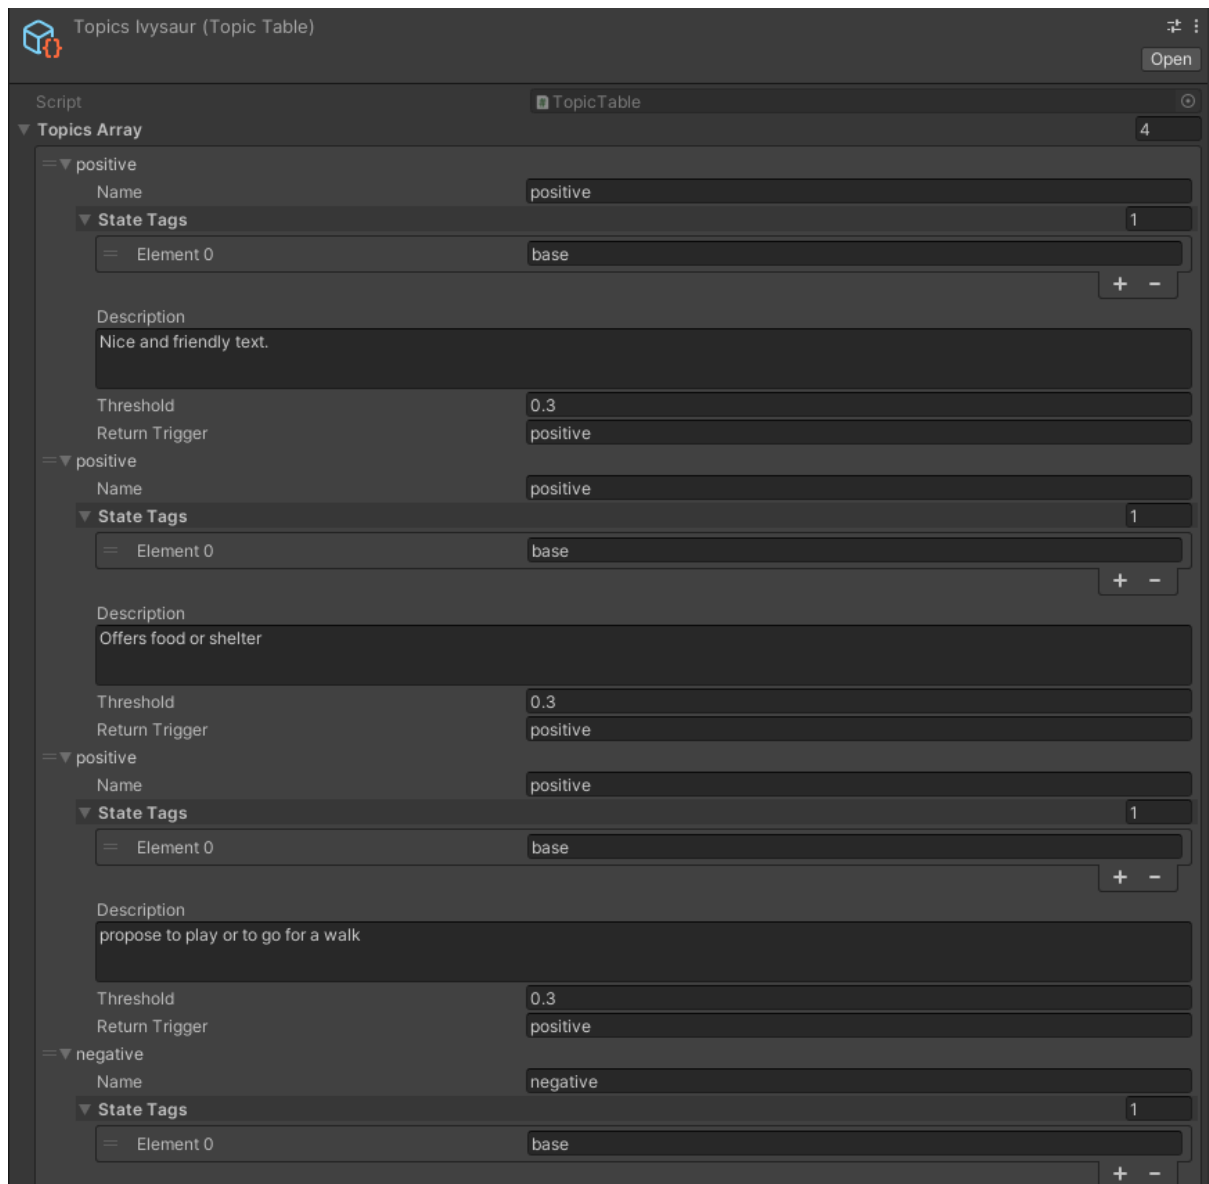 Topics Ivysaur (Topic Table)
Open
Script TopicTable
Topics Array 4
positive
Name positive
State Tags 1
Element 0 base
+ -
Description
Nice and friendly text.
Threshold 0.3
Return Trigger positive
positive
Name positive
State Tags 1
Element 0 base
+ -
Description
Offers food or shelter
Threshold 0.3
Return Trigger positive
positive
Name positive
State Tags 1
Element 0 base
+ -
Description
propose to play or to go for a walk
Threshold 0.3
Return Trigger positive
negative
Name negative
State Tags 1
Element 0 base
+ -